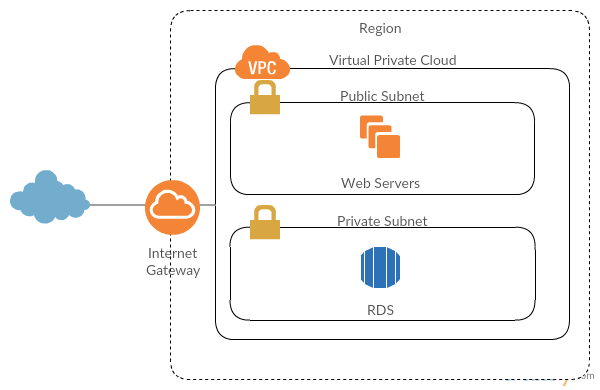 Region
Virtual Private Cloud
VPC
Public Subnet
Web Servers
Private Subnet
Internet
Gateway
RDS